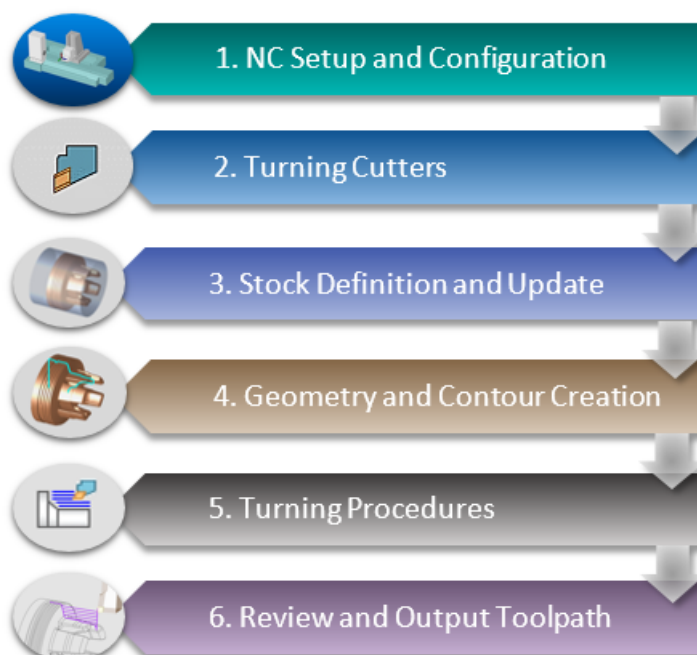 1. NC Setup and Configuration
2. Turning Cutters
3. Stock Definition and Update
4. Geometry and Contour Creation
5. Turning Procedures
6. Review and Output Toolpath